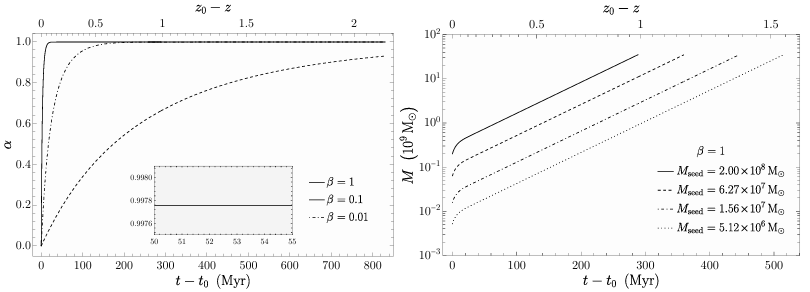 z₀ − z
0 0.5 1 1.5 2
1.0
0.8
0.6
0.4
0.2
0.0
α
0.9980
0.9978
0.9976
50 51 52 53 54 55
β = 1
β = 0.1
β = 0.01
0 100 200 300 400 500 600 700 800
t − t₀ (Myr)
z₀ − z
0 0.5 1 1.5
10²
10¹
10⁰
10⁻¹
10⁻²
10⁻³
M (10⁹ M⊙)
β = 1
Mseed = 2.00 × 10⁸ M⊙
Mseed = 6.27 × 10⁷ M⊙
Mseed = 1.56 × 10⁷ M⊙
Mseed = 5.12 × 10⁶ M⊙
0 100 200 300 400 500
t − t₀ (Myr)